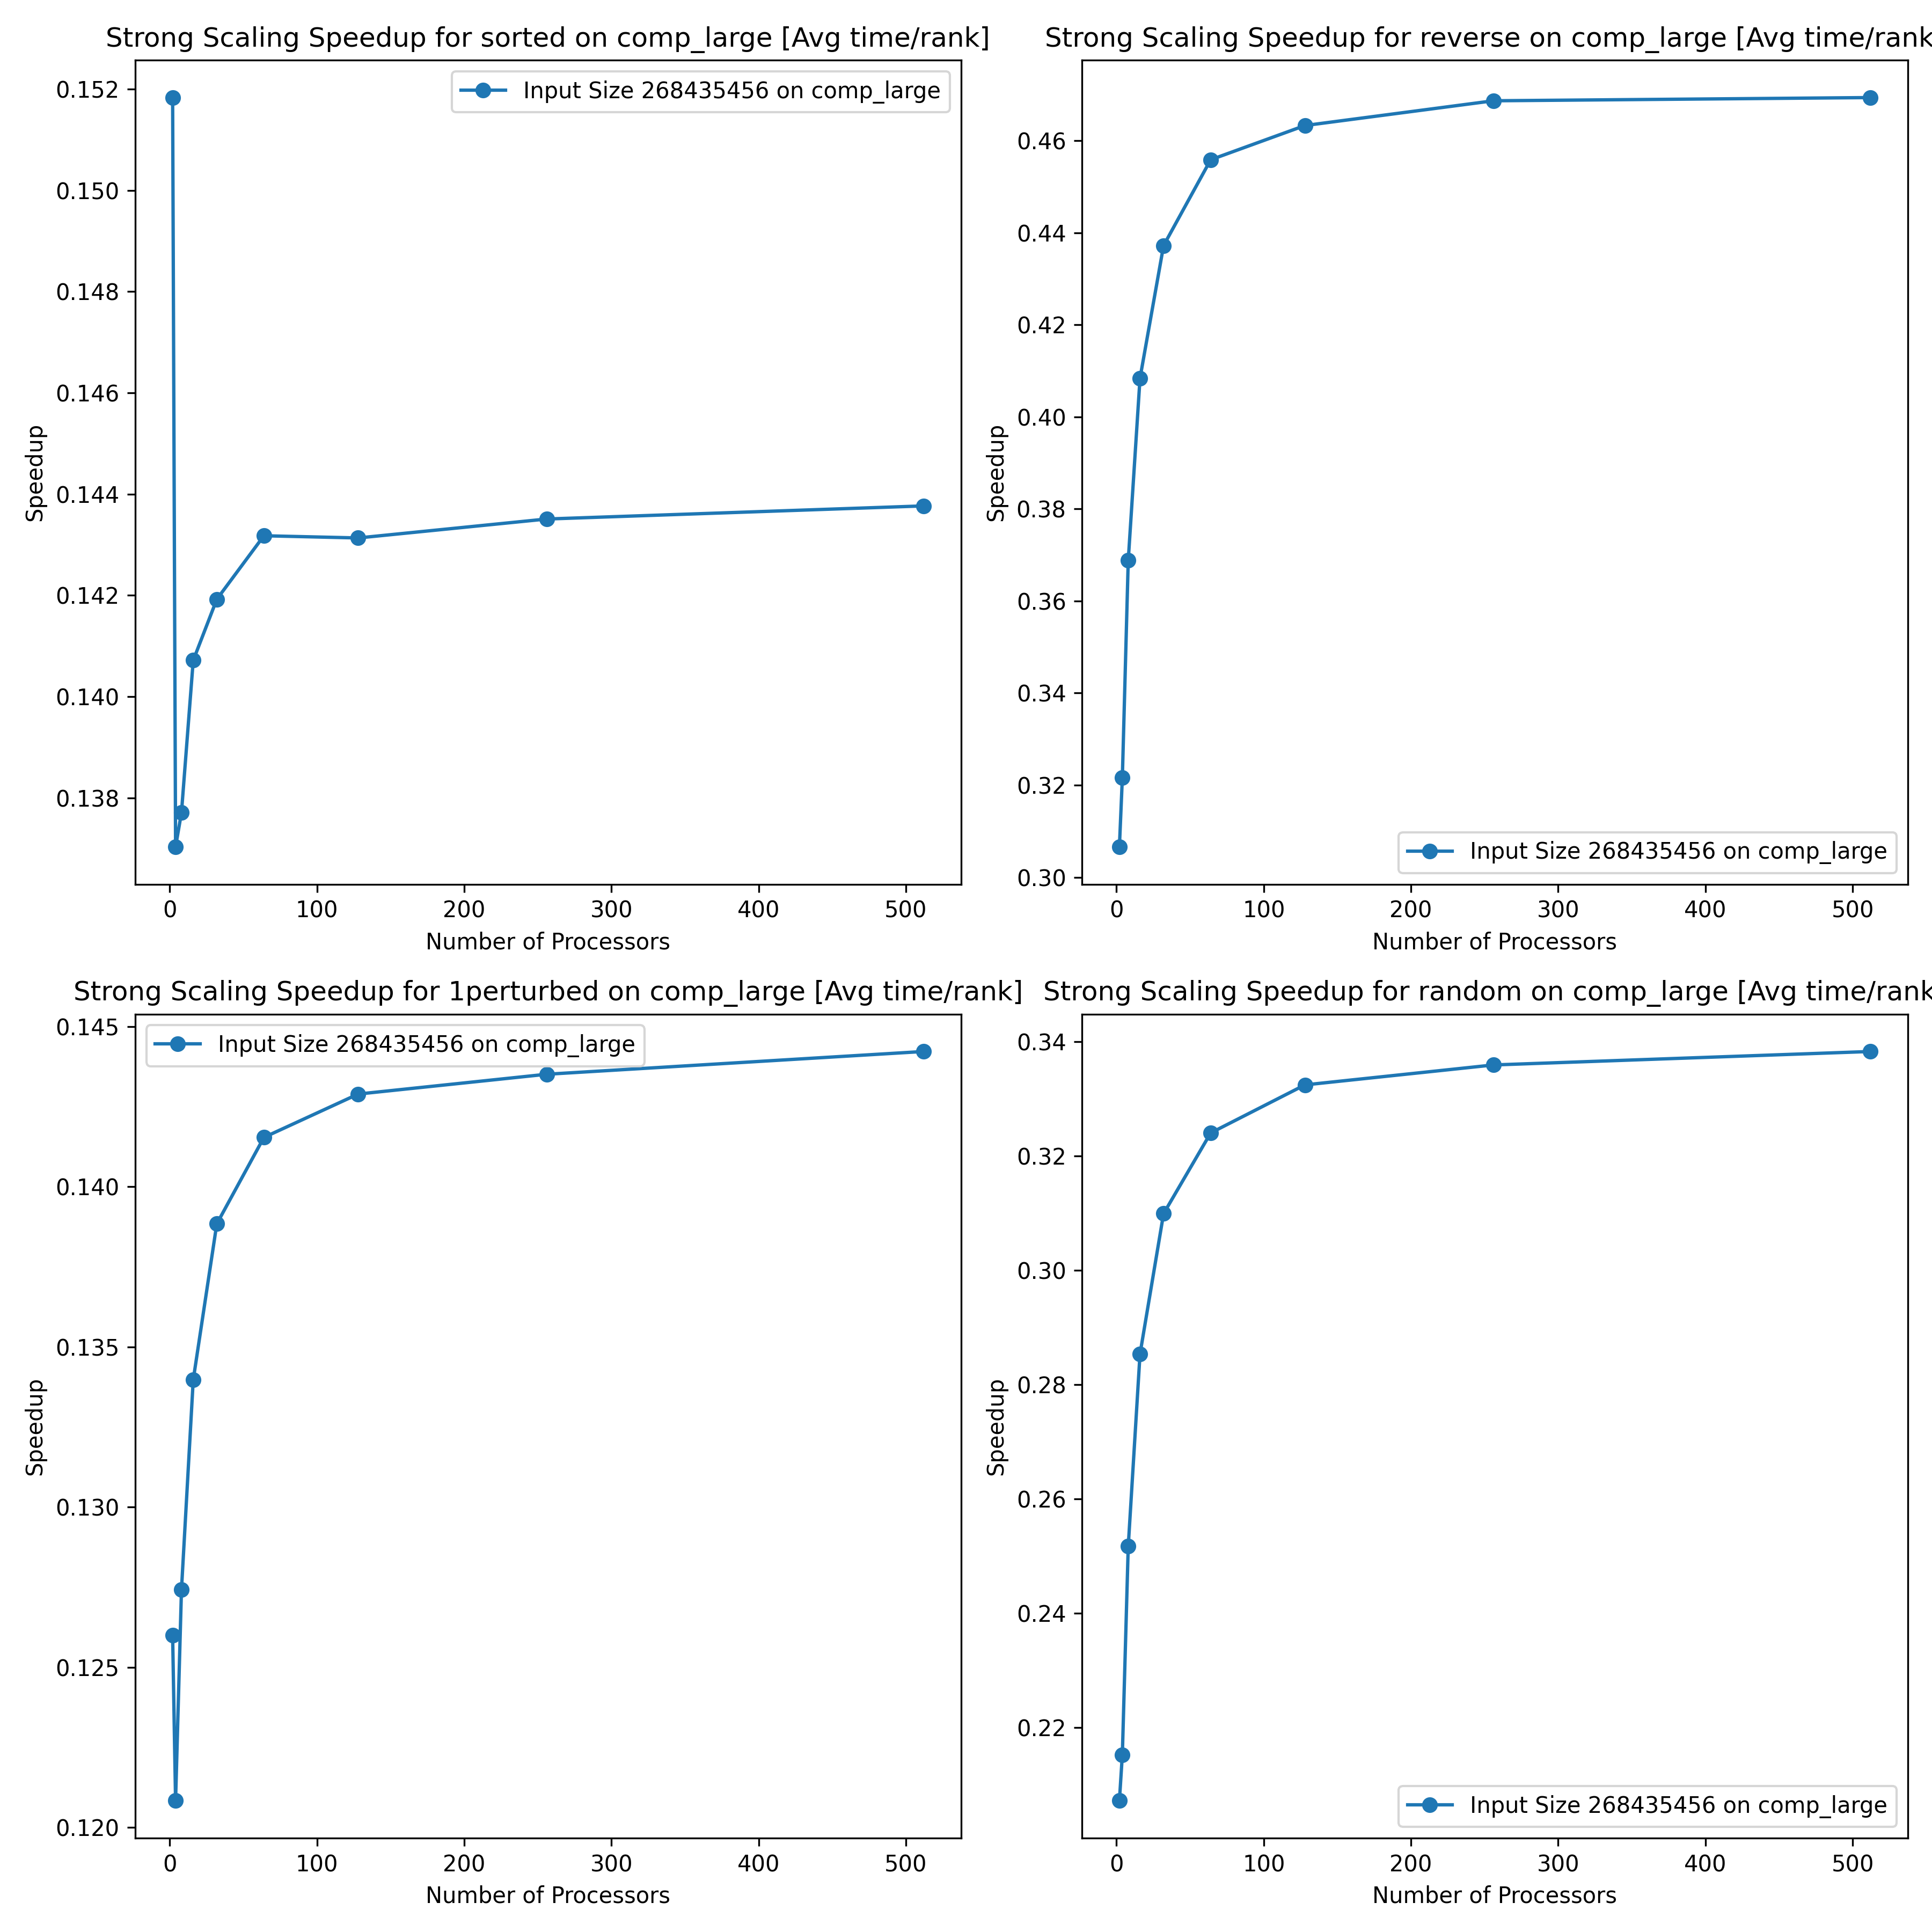 Strong Scaling Speedup for sorted on comp_large [Avg time/rank]
Input Size 268435456 on comp_large
0.152
0.150
0.148
0.146
0.144
0.142
0.140
0.138
Speedup
0 100 200 300 400 500
Number of Processors
Strong Scaling Speedup for reverse on comp_large [Avg time/rank
0.46
0.44
0.42
0.40
0.38
0.36
0.34
0.32
0.30
Speedup
Input Size 268435456 on comp_large
0 100 200 300 400 500
Number of Processors
Strong Scaling Speedup for 1perturbed on comp_large [Avg time/rank]
Input Size 268435456 on comp_large
0.145
0.140
0.135
0.130
0.125
0.120
Speedup
0 100 200 300 400 500
Number of Processors
Strong Scaling Speedup for random on comp_large [Avg time/rank
0.34
0.32
0.30
0.28
0.26
0.24
0.22
Speedup
Input Size 268435456 on comp_large
0 100 200 300 400 500
Number of Processors